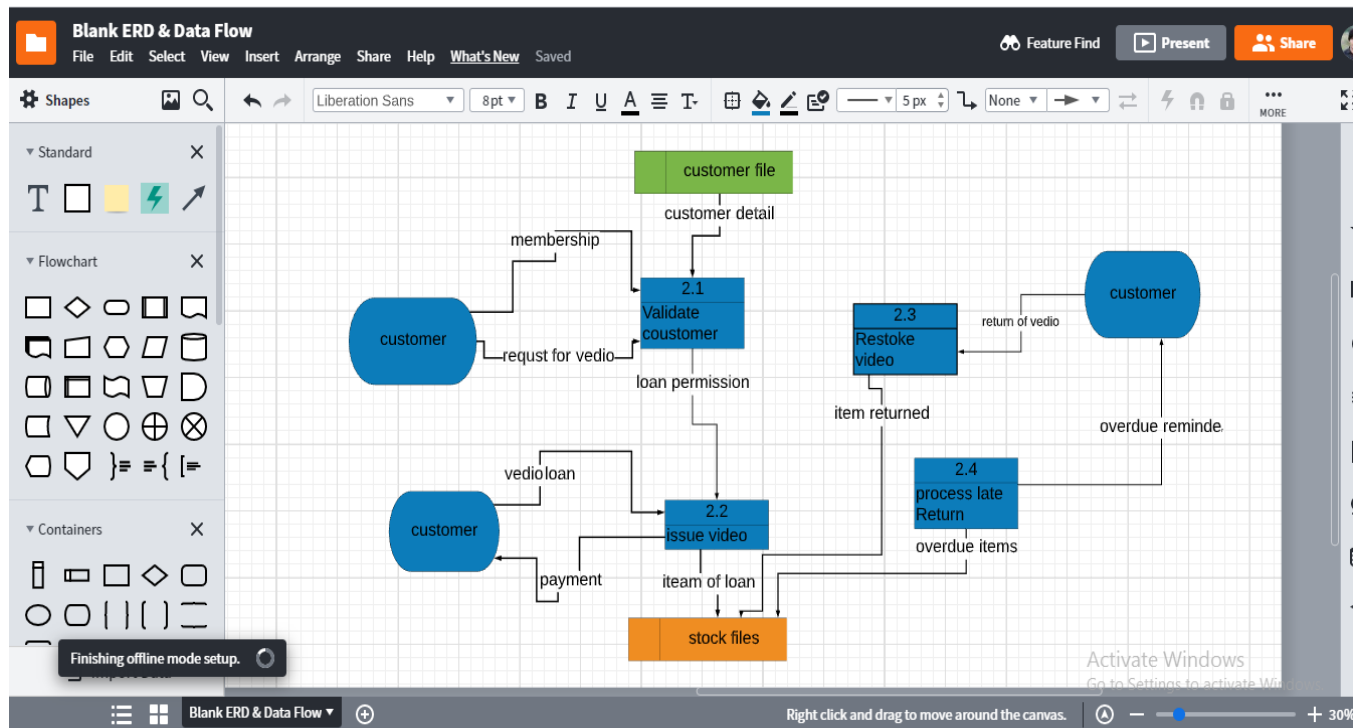 Blank ERD & Data Flow
File Edit Select View Insert Arrange Share Help What's New Saved
Feature Find
Present
Share
Shapes
Liberation Sans
8pt
B I U A
5 px
None
MORE
Standard
T
Flowchart
Containers
customer file
customer detail
membership
customer
requst for vedio
2.1
Validate
coustomer
loan permission
2.3
Restoke
video
return of vedio
customer
item returned
overdue reminde
vedio loan
customer
payment
2.2
issue video
iteam of loan
2.4
process late
Return
overdue items
stock files
Finishing offline mode setup.
Activate Windows
Go to Settings to activate Windows
Blank ERD & Data Flow
Right click and drag to move around the canvas.
30%